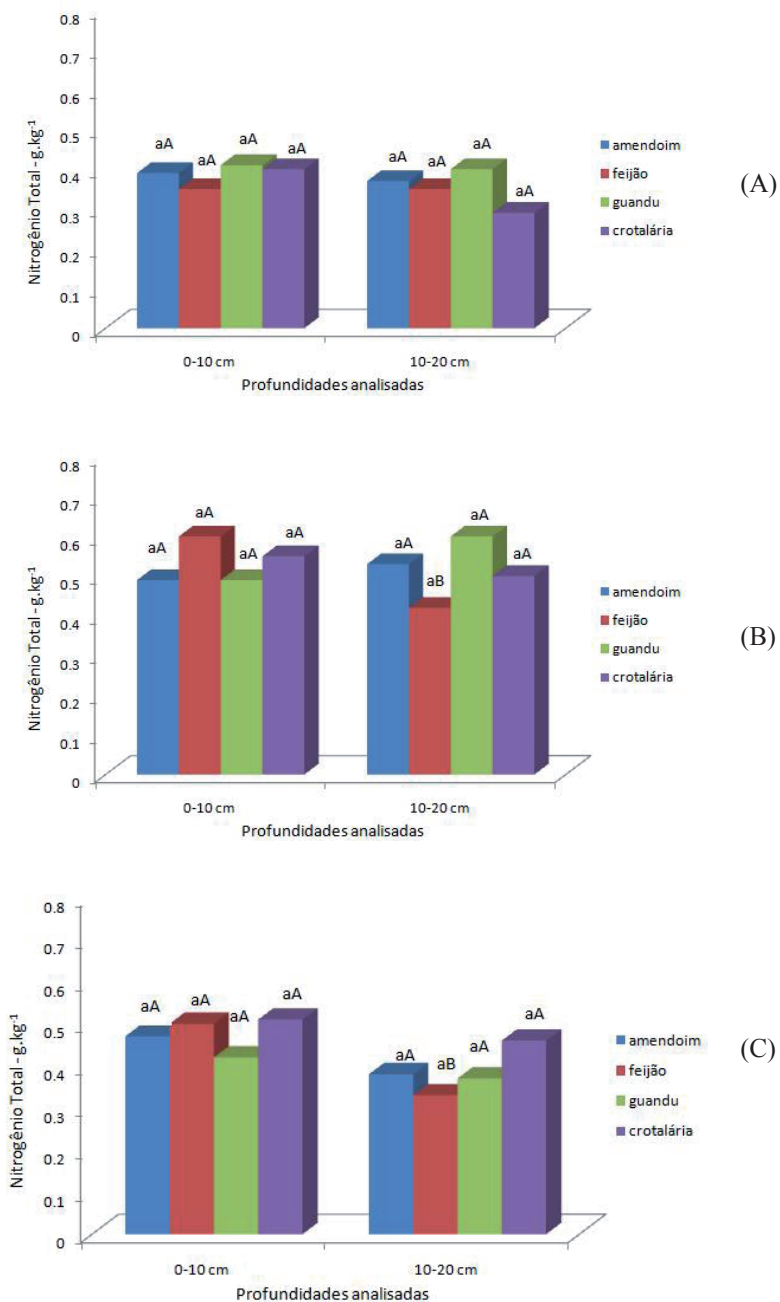 0.8
0.7
0.6
0.5
0.4
0.3
0.2
0.1
0
Nitrogênio Total - g.kg-1
aA aA aA aA aA aA aA aA
0-10 cm 10-20 cm
Profundidades analisadas
amendoim
feijão
guandu
crotalária
(A)
0.8
0.7
0.6
0.5
0.4
0.3
0.2
0.1
0
Nitrogênio Total - g.kg-1
aA aA aA aA aA aB aA aA
0-10 cm 10-20 cm
Profundidades analisadas
amendoim
feijão
guandu
crotalária
(B)
0.8
0.7
0.6
0.5
0.4
0.3
0.2
0.1
0
Nitrogênio Total - g.kg-1
aA aA aA aA aA aB aA aA
0-10 cm 10-20 cm
Profundidades analisadas
amendoim
feijão
guandu
crotalária
(C)